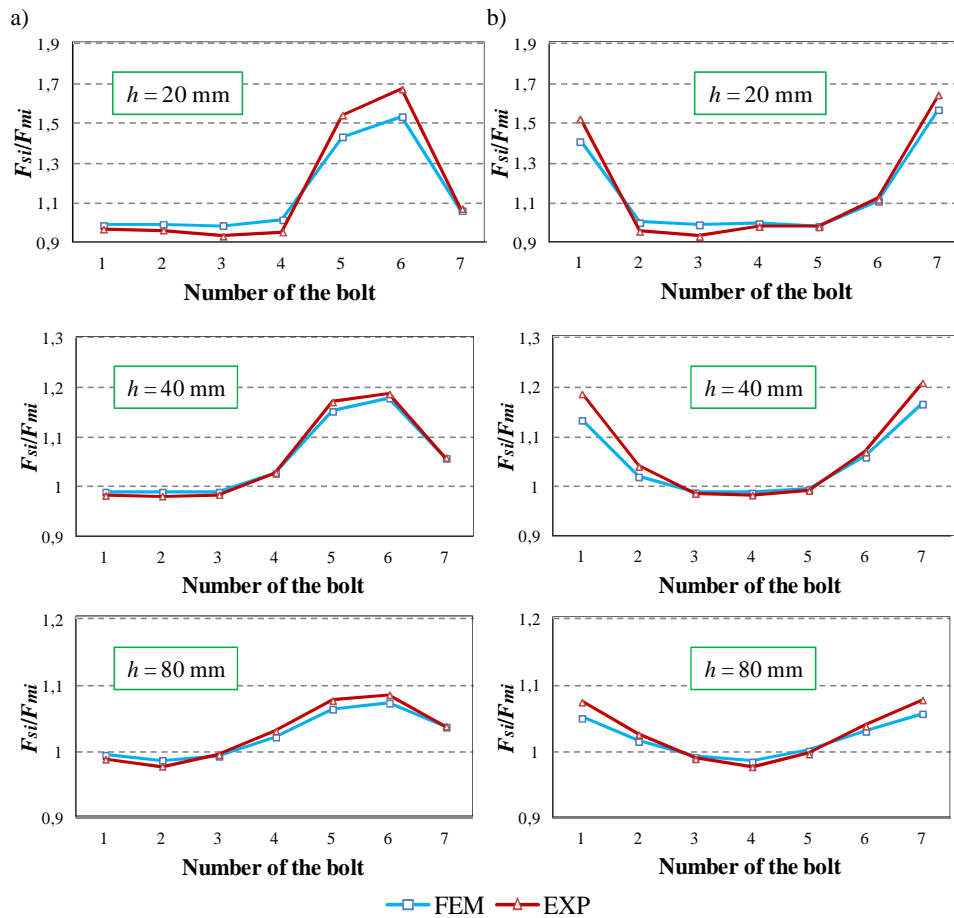 a)
1,9
1,7
1,5
1,3
1,1
0,9
Fsi/Fmi
h = 20 mm
1 2 3 4 5 6 7
Number of the bolt
b)
1,9
1,7
1,5
1,3
1,1
0,9
Fsi/Fmi
h = 20 mm
1 2 3 4 5 6 7
Number of the bolt
1,3
1,2
1,1
1
0,9
Fsi/Fmi
h = 40 mm
1 2 3 4 5 6 7
Number of the bolt
1,3
1,2
1,1
1
0,9
Fsi/Fmi
h = 40 mm
1 2 3 4 5 6 7
Number of the bolt
1,2
1,1
1
0,9
Fsi/Fmi
h = 80 mm
1 2 3 4 5 6 7
Number of the bolt
1,2
1,1
1
0,9
Fsi/Fmi
h = 80 mm
1 2 3 4 5 6 7
Number of the bolt
FEM EXP